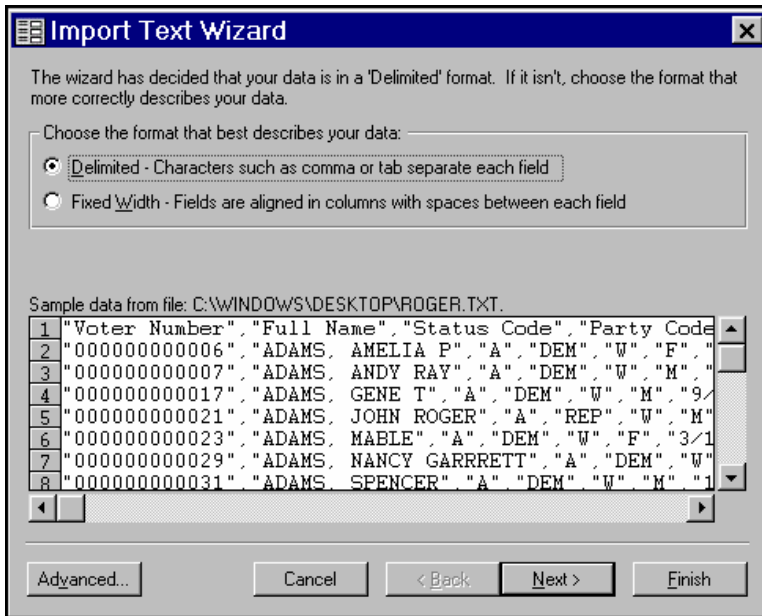 Import Text Wizard
The wizard has decided that your data is in a 'Delimited' format.  If it isn't, choose the format that
more correctly describes your data.
Choose the format that best describes your data:
Delimited - Characters such as comma or tab separate each field
Fixed Width - Fields are aligned in columns with spaces between each field
Sample data from file: C:\WINDOWS\DESKTOP\ROGER.TXT.
1 "Voter Number","Full Name","Status Code","Party Code
2 "000000000006","ADAMS, AMELIA P","A","DEM","W","F","
3 "000000000007","ANDY RAY","A","DEM","W","M","
4 "000000000017","ADAMS, GENE T","A","DEM","W","M","9/
5 "000000000021","ADAMS, JOHN ROGER","A","REP","W","M"
6 "000000000023","ADAMS, MABLE","A","DEM","W","F","3/1
7 "000000000029","ADAMS, NANCY GARRRETT","A","DEM","W"
8 "000000000031","ADAMS, SPENCER","A","DEM","W","M","1
Advanced... Cancel < Back Next > Finish